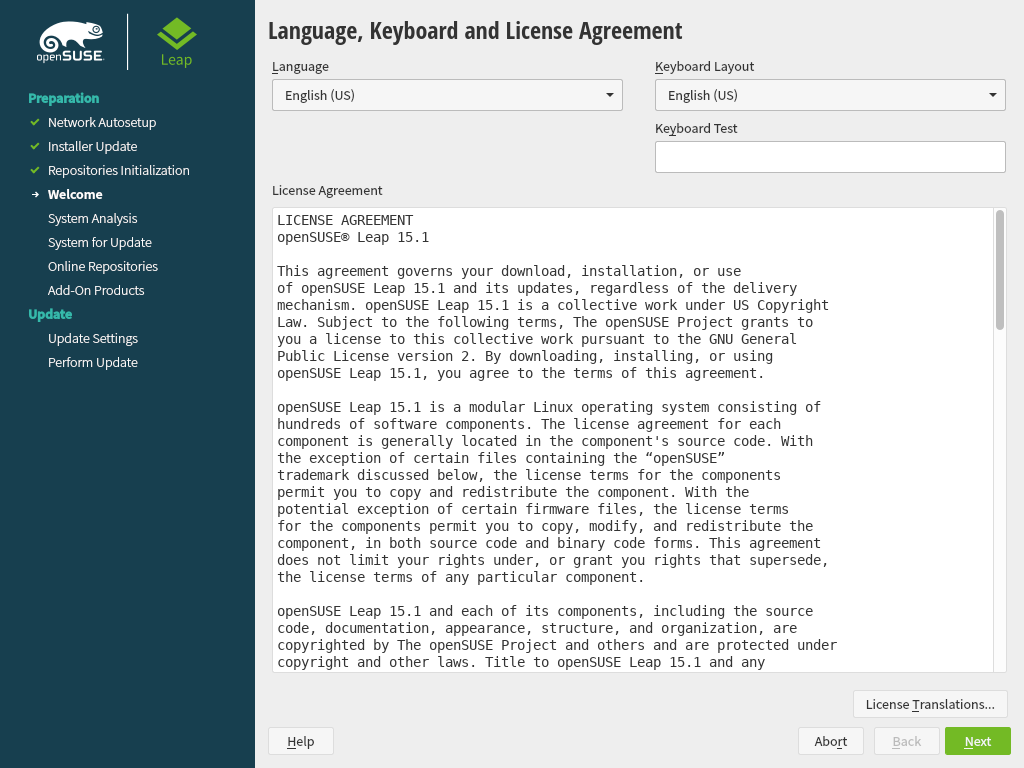 openSUSE
Leap
Preparation
Network Autosetup
Installer Update
Repositories Initialization
Welcome
System Analysis
System for Update
Online Repositories
Add-On Products
Update
Update Settings
Perform Update
Language, Keyboard and License Agreement
Language
Keyboard Layout
English (US)
English (US)
Keyboard Test
License Agreement
LICENSE AGREEMENT
openSUSE® Leap 15.1
This agreement governs your download, installation, or use
of openSUSE Leap 15.1 and its updates, regardless of the delivery
mechanism. openSUSE Leap 15.1 is a collective work under US Copyright
Law. Subject to the following terms, The openSUSE Project grants to
you a license to this collective work pursuant to the GNU General
Public License version 2. By downloading, installing, or using
openSUSE Leap 15.1, you agree to the terms of this agreement.
openSUSE Leap 15.1 is a modular Linux operating system consisting of
hundreds of software components. The license agreement for each
component is generally located in the component's source code. With
the exception of certain files containing the “openSUSE”
trademark discussed below, the license terms for the components
permit you to copy and redistribute the component. With the
potential exception of certain firmware files, the license terms
for the components permit you to copy, modify, and redistribute the
component, in both source code and binary code forms. This agreement
does not limit your rights under, or grant you rights that supersede,
the license terms of any particular component.
openSUSE Leap 15.1 and each of its components, including the source
code, documentation, appearance, structure, and organization, are
copyrighted by The openSUSE Project and others and are protected under
copyright and other laws. Title to openSUSE Leap 15.1 and any
License Translations...
Help
Abort
Back
Next